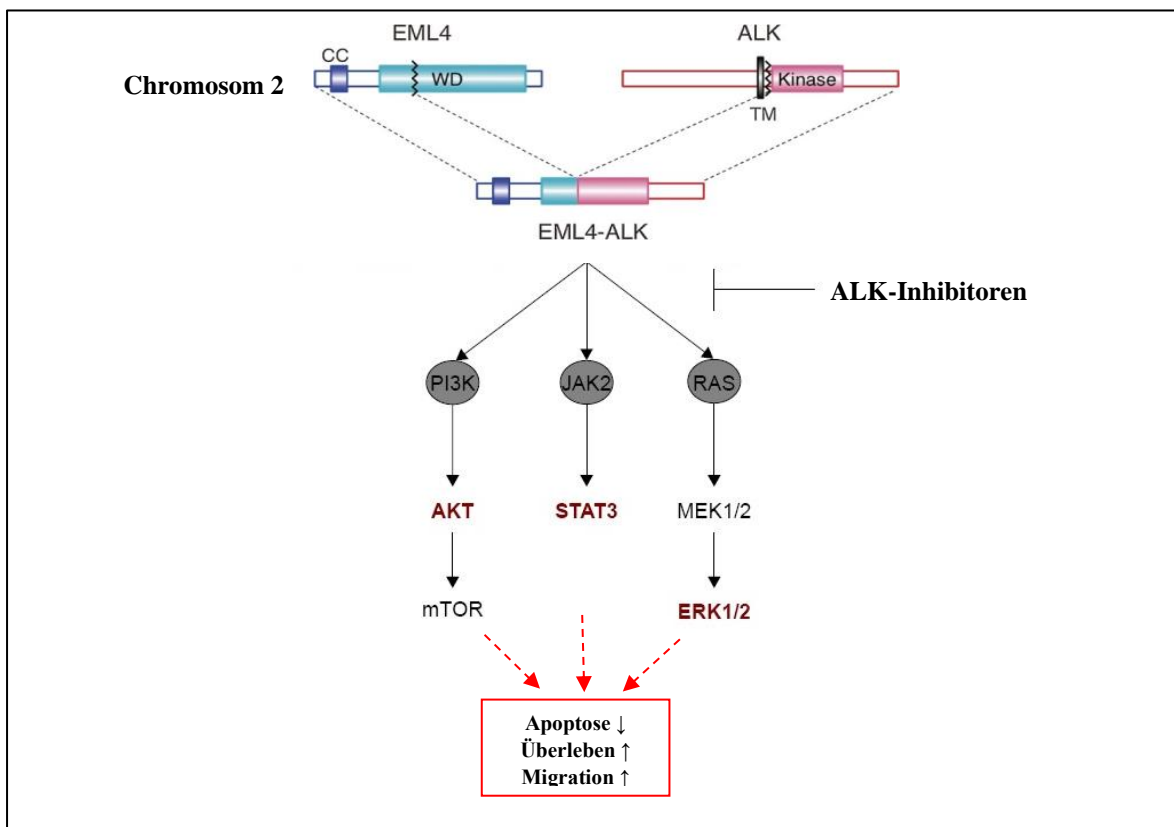 EML4
ALK
CC
Chromosom 2
WD
Kinase
TM
EML4-ALK
ALK-Inhibitoren
PI3K
JAK2
RAS
AKT
STAT3
MEK1/2
mTOR
ERK1/2
Apoptose ↓
Überleben ↑
Migration ↑